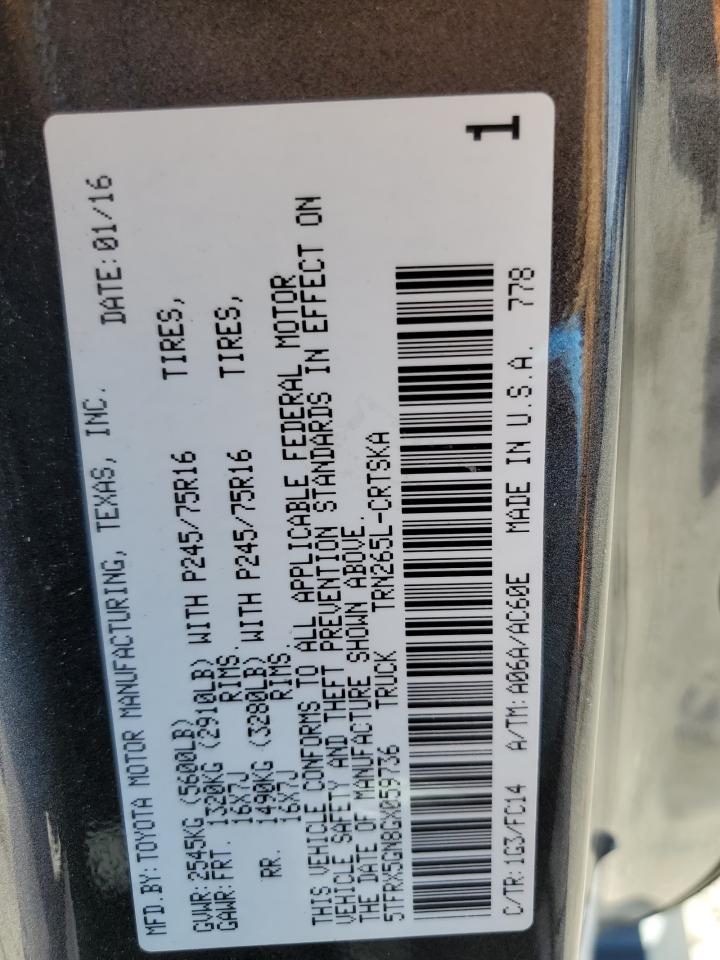 MFD.BY: TOYOTA MOTOR MANUFACTURING, TEXAS, INC. DATE: 01/16
GVWR: 2545KG (5600LB)
GAWR: FRT. 1320KG (2910LB) WITH P245/75R16 TIRES,
16X7J RIMS.
RR. 1490KG (3280LB) WITH P245/75R16 TIRES,
16X7J RIMS.
THIS VEHICLE CONFORMS TO ALL APPLICABLE FEDERAL MOTOR
VEHICLE SAFETY AND THEFT PREVENTION STANDARDS IN EFFECT ON
THE DATE OF MANUFACTURE SHOWN ABOVE.
5TFRX5GN8GX059736 TRUCK TRN265L-CRTSKA
C/TR: 1G3/FC14 A/TM: A06A/AC60E MADE IN U.S.A. 778
1